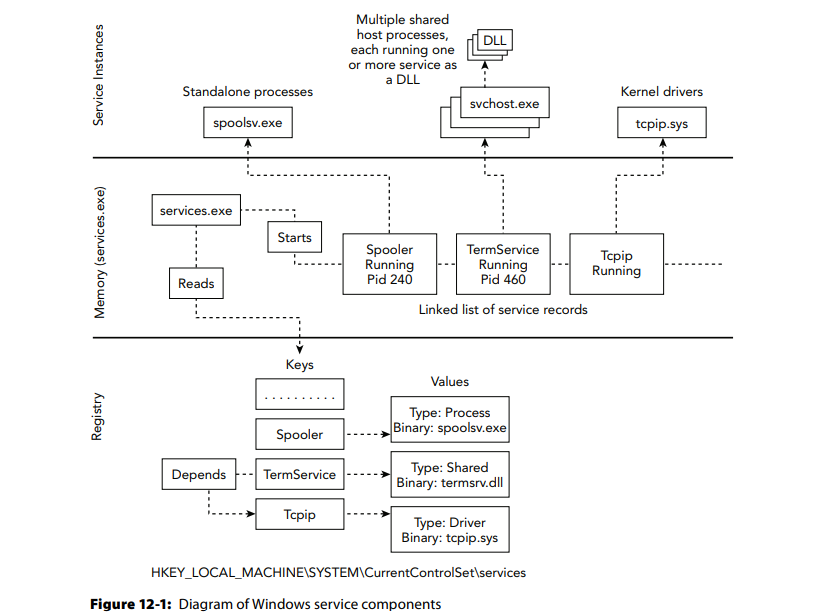 Service Instances
Multiple shared
host processes,
each running one
or more service as
a DLL
DLL
Standalone processes
spoolsv.exe
svchost.exe
Kernel drivers
tcpip.sys
Memory (services.exe)
services.exe
Starts
Reads
Spooler
Running
Pid 240
TermService
Running
Pid 460
Tcpip
Running
Linked list of service records
Registry
Keys
Values
. . . . . . . . . .
Spooler
Type: Process
Binary: spoolsv.exe
Depends
TermService
Type: Shared
Binary: termsrv.dll
Tcpip
Type: Driver
Binary: tcpip.sys
HKEY_LOCAL_MACHINE\SYSTEM\CurrentControlSet\services
Figure 12-1: Diagram of Windows service components